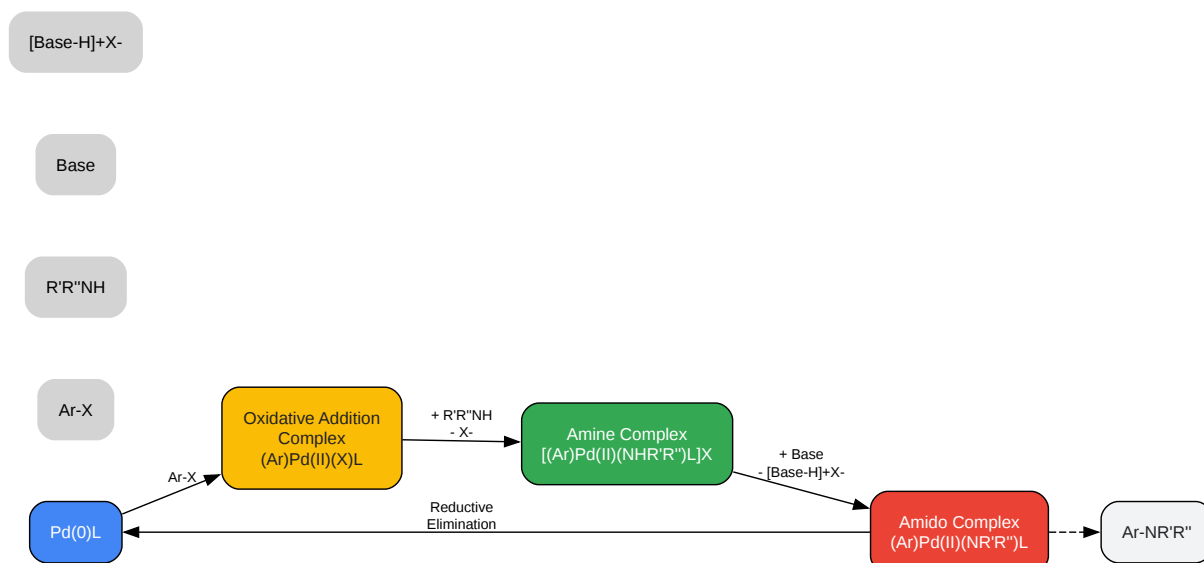 [Base-H]+X-
Base
R'R"NH
Ar-X
Oxidative Addition
Complex
(Ar)Pd(II)(X)L
+ R'R"NH
- X-
Amine Complex
[(Ar)Pd(II)(NHR'R")L]X
+ Base
- [Base-H]+X-
Ar-X
Reductive
Elimination
Pd(0)L
Amido Complex
(Ar)Pd(II)(NR'R")L
Ar-NR'R"